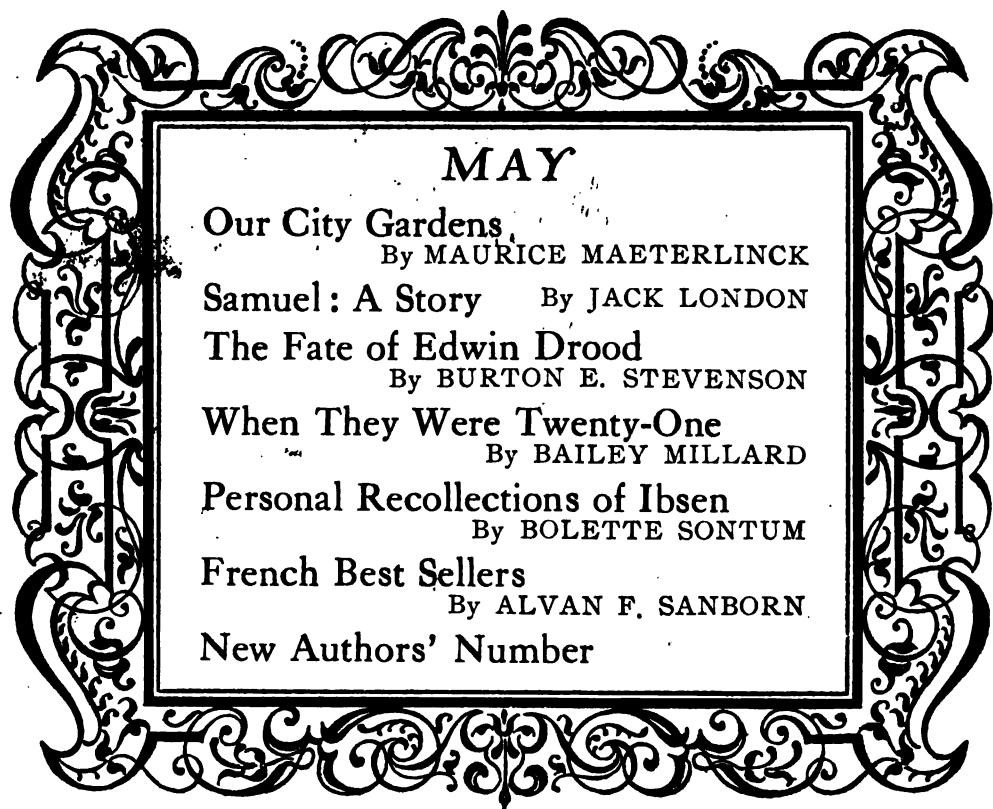 MAY
Our City Gardens
By MAURICE MAETERLINCK
Samuel: A Story By JACK LONDON
The Fate of Edwin Drood
By BURTON E. STEVENSON
When They Were Twenty-One
By BAILEY MILLARD
Personal Recollections of Ibsen
By BOLETTE SONTUM
French Best Sellers
By ALVAN F. SANBORN
New Authors' Number